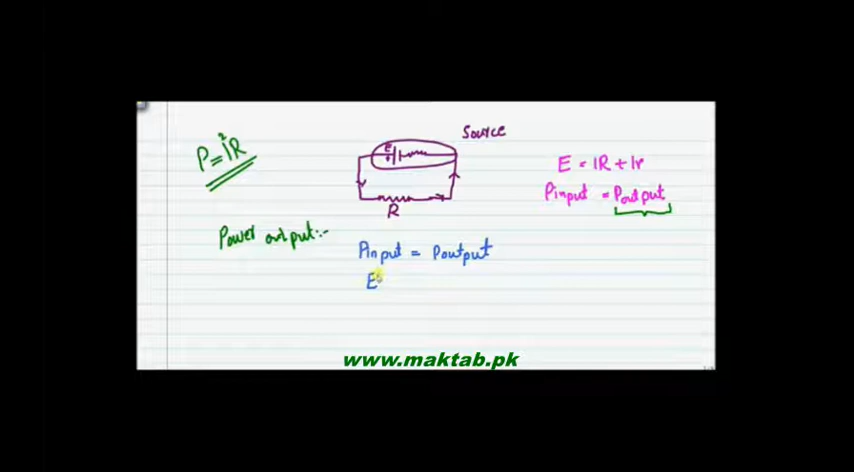 Source
P=I²R
E
R
E = IR + Ir
Pinput = Poutput
Power output:-
Pinput = Poutput
E
www.maktab.pk